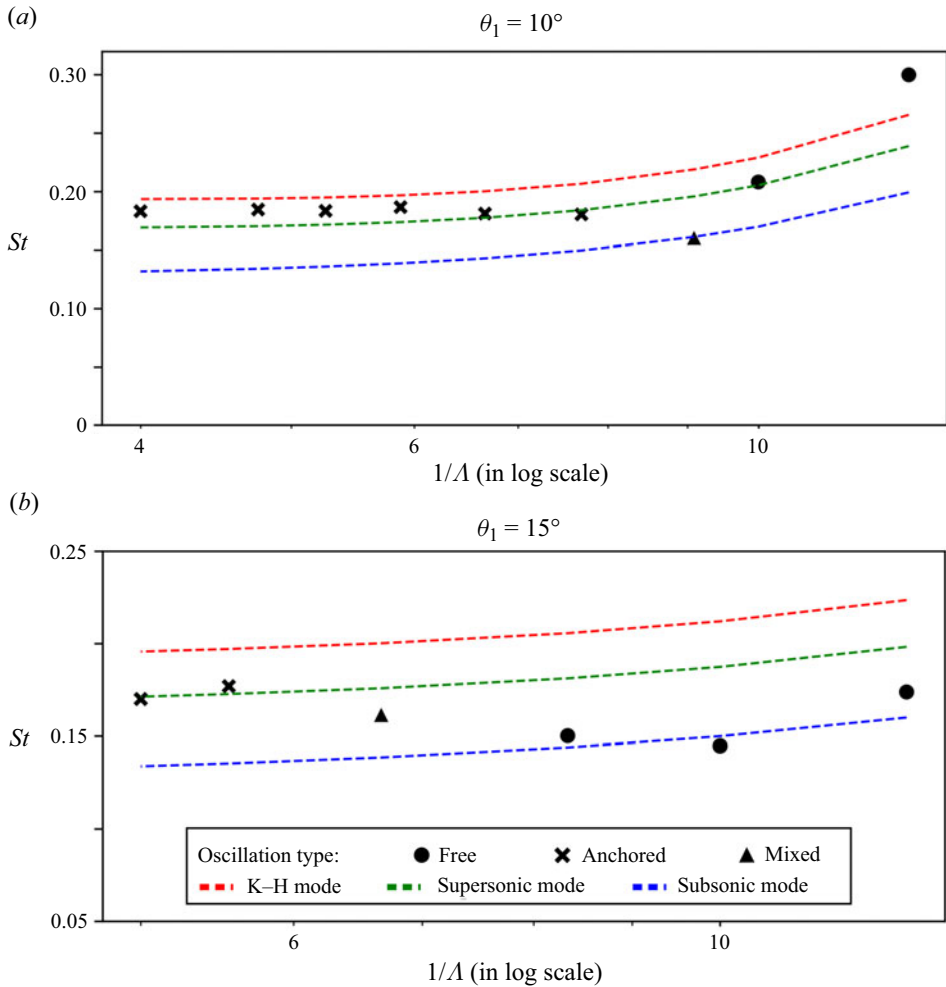 (a)
θ1 = 10°
0.30
0.20
St
0.10
0
4 6 10
1/Λ (in log scale)
(b)
θ1 = 15°
0.25
St
0.15
Oscillation type: Free Anchored Mixed
K–H mode Supersonic mode Subsonic mode
0.05
6 10
1/Λ (in log scale)